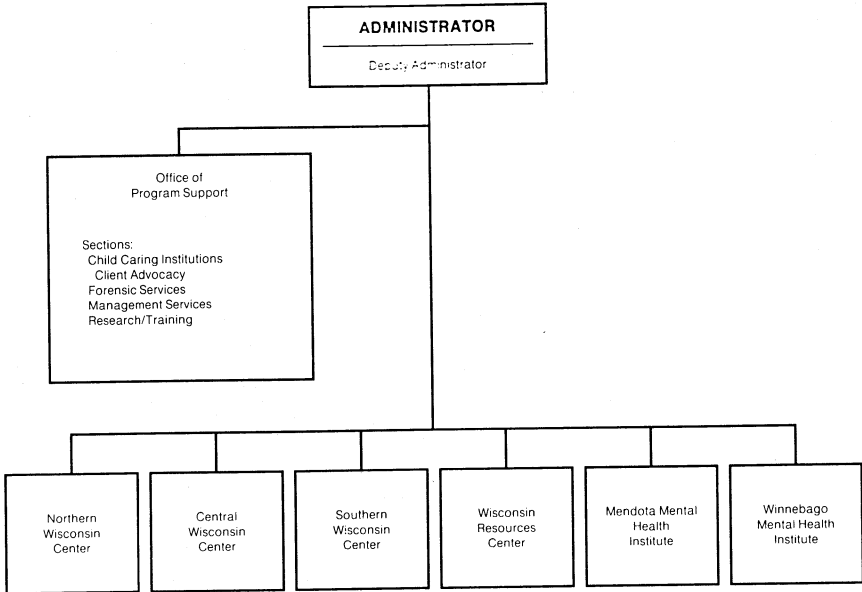 ADMINISTRATOR
Deputy Administrator
Office of
Program Support
Sections:
Child Caring Institutions
Client Advocacy
Forensic Services
Management Services
Research/Training
Northern
Wisconsin
Center
Central
Wisconsin
Center
Southern
Wisconsin
Center
Wisconsin
Resources
Center
Mendota Mental
Health
Institute
Winnebago
Mental Health
Institute